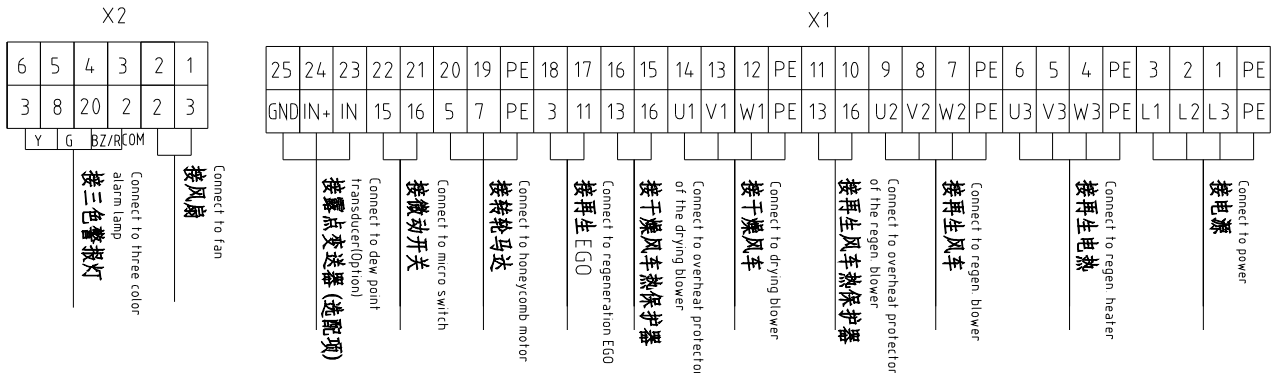 X2
6 5 4 3 2 1
3 8 20 2 2 3
Y G BZ/R COM
接三色警报灯
Connect to three color
alarm lamp
接风扇
Connect to fan
X1
25 24 23 22 21 20 19 PE 18 17 16 15 14 13 12 PE 11 10 9 8 7 PE 6 5 4 PE 3 2 1 PE
GND IN+ IN 15 16 5 7 PE 3 11 13 16 U1 V1 W1 PE 13 16 U2 V2 W2 PE U3 V3 W3 PE L1 L2 L3 PE
接露点变送器(选配项)
Connect to dew point
transducer(Option)
接微动开关
Connect to micro switch
接转轮马达
Connect to honeycomb motor
接再生EGO
Connect to regeneration EGO
接干燥风车热保护器
Connect to overheat protector
of the drying blower
接干燥风车
Connect to drying blower
接再生风车热保护器
Connect to overheat protector
of the regen. blower
接再生风车
Connect to regen. blower
接再生电热
Connect to regen. heater
接电源
Connect to power